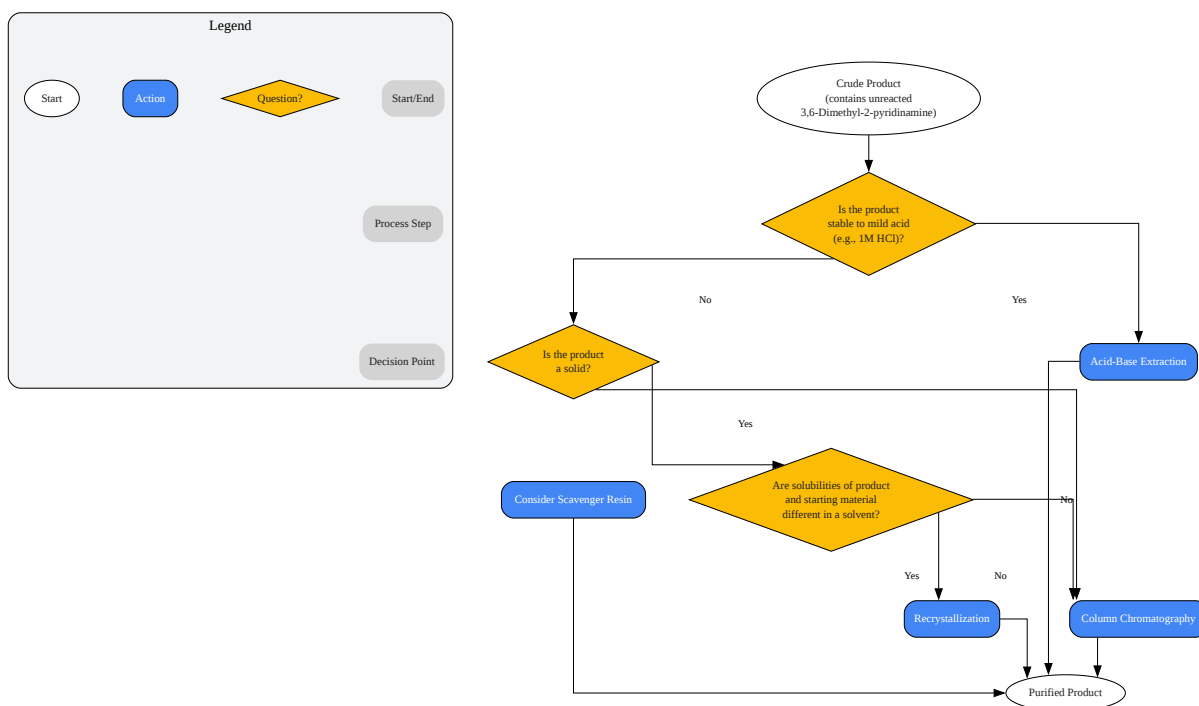 Legend
Start
Action
Question?
Start/End
Process Step
Decision Point
Crude Product
(contains unreacted
3,6-Dimethyl-2-pyridinamine)
Is the product
stable to mild acid
(e.g., 1M HCl)?
No
Yes
Is the product
a solid?
Acid-Base Extraction
Yes
Consider Scavenger Resin
Are solubilities of product
and starting material
different in a solvent?
No
Yes
No
Recrystallization
Column Chromatography
Purified Product